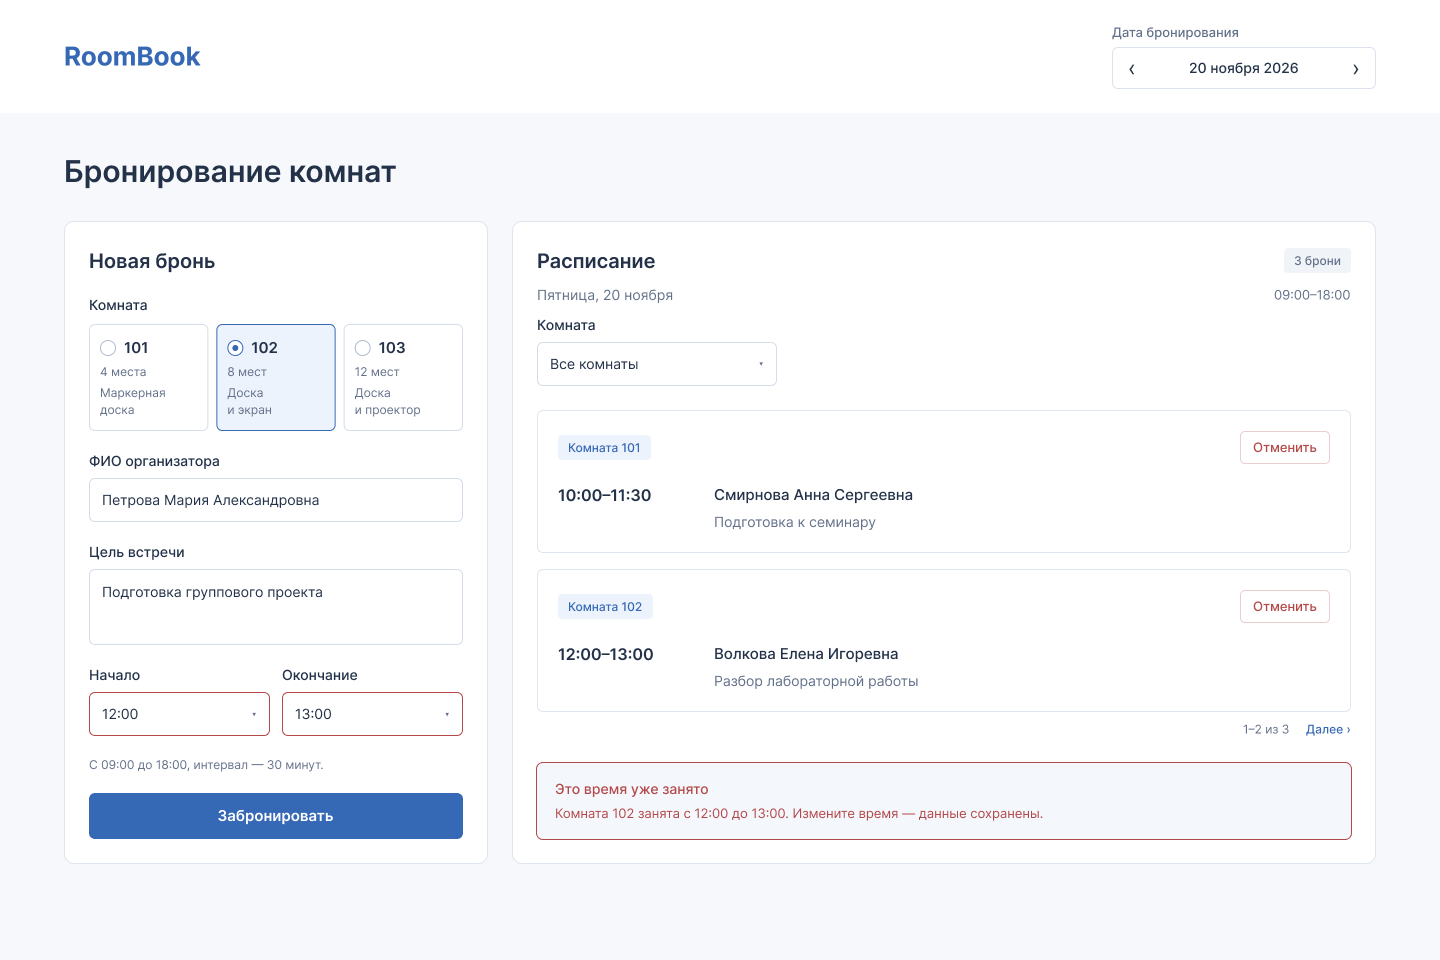 RoomBook
Дата бронирования
‹ 20 ноября 2026 ›
Бронирование комнат
Новая бронь
Комната
101
4 места
Маркерная
доска
102
8 мест
Доска
и экран
103
12 мест
Доска
и проектор
ФИО организатора
Петрова Мария Александровна
Цель встречи
Подготовка группового проекта
Начало
12:00
Окончание
13:00
С 09:00 до 18:00, интервал — 30 минут.
Забронировать
Расписание
3 брони
Пятница, 20 ноября
09:00–18:00
Комната
Все комнаты
Комната 101
Отменить
10:00–11:30
Смирнова Анна Сергеевна
Подготовка к семинару
Комната 102
Отменить
12:00–13:00
Волкова Елена Игоревна
Разбор лабораторной работы
1–2 из 3
Далее ›
Это время уже занято
Комната 102 занята с 12:00 до 13:00. Измените время — данные сохранены.